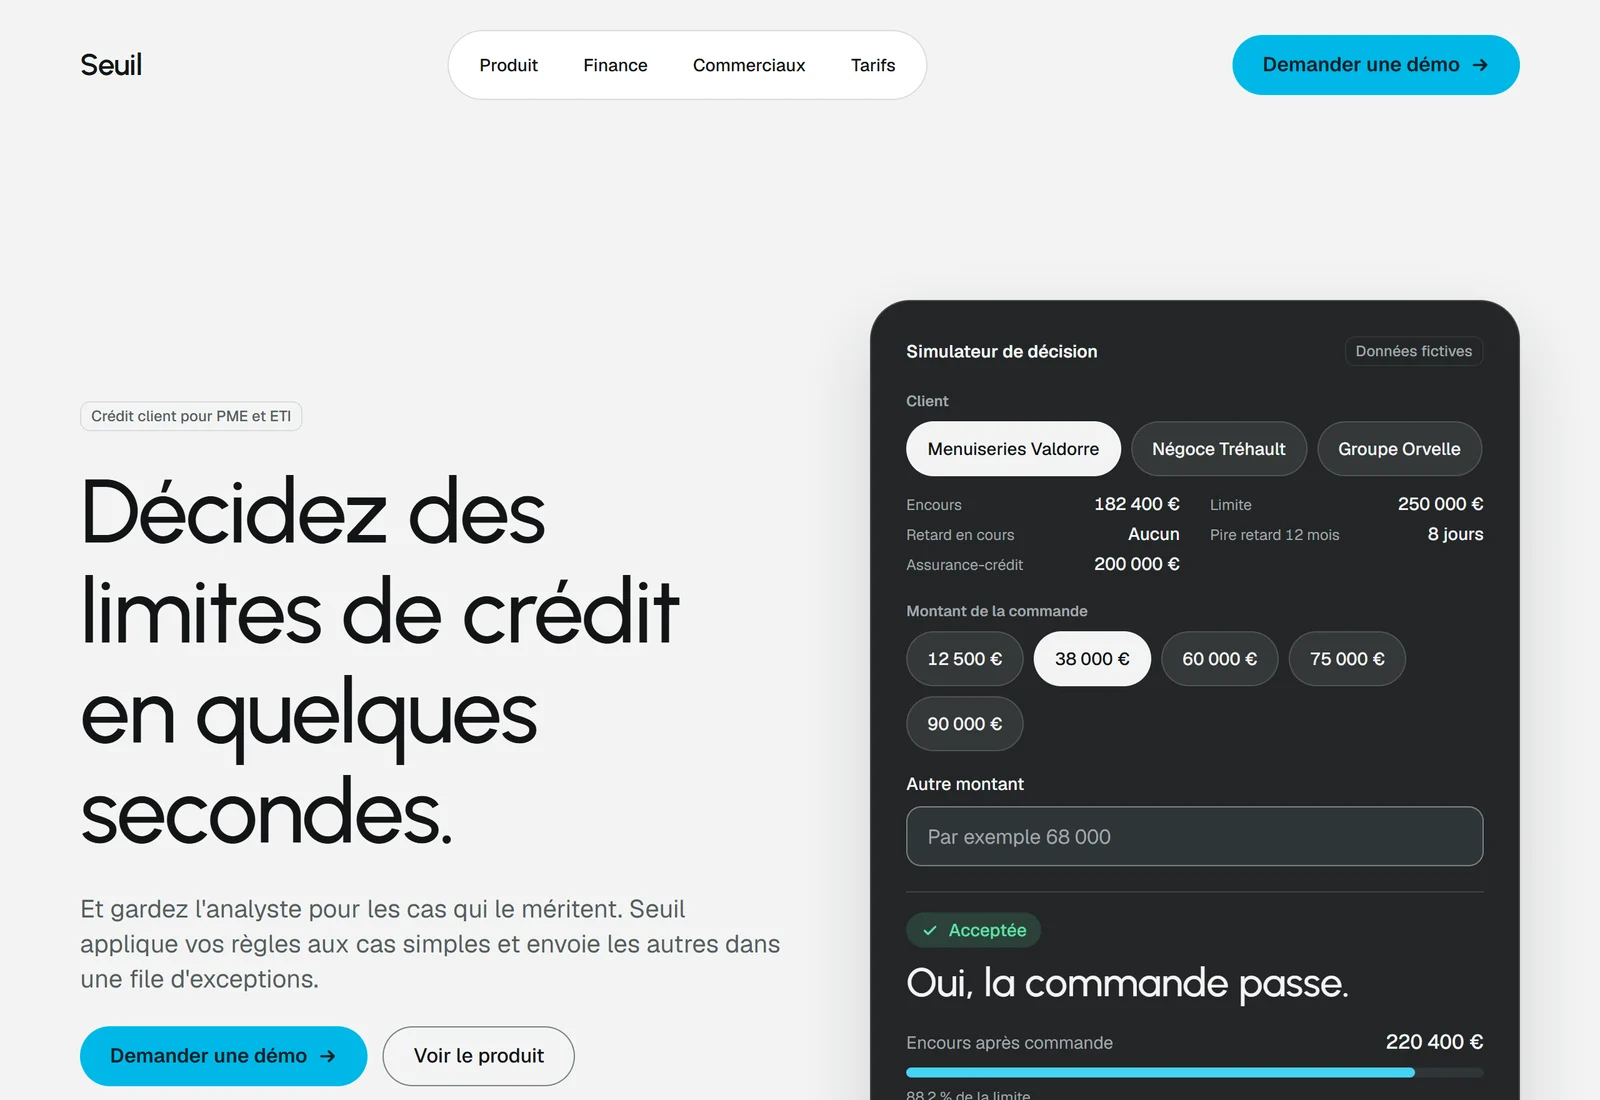 Seuil
Produit
Finance
Commerciaux
Tarifs
Demander une démo
Crédit client pour PME et ETI
Décidez des
limites de crédit
en quelques
secondes.
Et gardez l'analyste pour les cas qui le méritent. Seuil
applique vos règles aux cas simples et envoie les autres dans
une file d'exceptions.
Demander une démo
Voir le produit
Simulateur de décision
Données fictives
Client
Menuiseries Valdorre
Négoce Tréhault
Groupe Orvelle
Encours 182 400 €
Limite 250 000 €
Retard en cours Aucun
Pire retard 12 mois 8 jours
Assurance-crédit 200 000 €
Montant de la commande
12 500 €
38 000 €
60 000 €
75 000 €
90 000 €
Autre montant
Par exemple 68 000
Acceptée
Oui, la commande passe.
Encours après commande 220 400 €
88,2 % de la limite